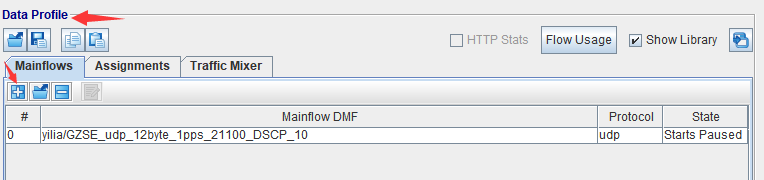 Data Profile
HTTP Stats Flow Usage Show Library
Mainflows Assignments Traffic Mixer
# Mainflow DMF Protocol State
0 yilia/GZSE_udp_12byte_1pps_21100_DSCP_10 udp Starts Paused